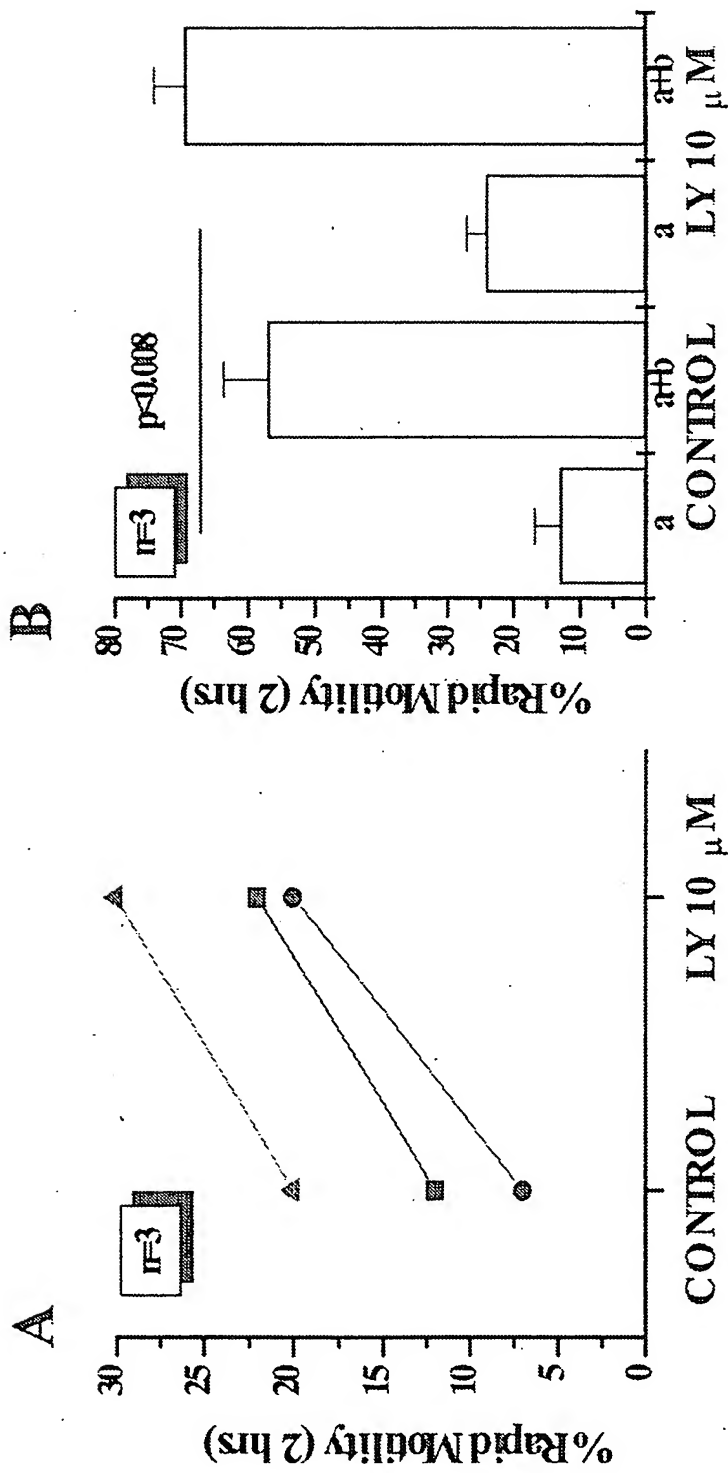 A
n=3
% Rapid Motility (2 hrs)
30
25
20
15
10
5
0
CONTROL LY 10 μM
B
n=3
p<0.008
% Rapid Motility (2 hrs)
80
70
60
50
40
30
20
10
0
a a+b a a+b
CONTROL LY 10 μM